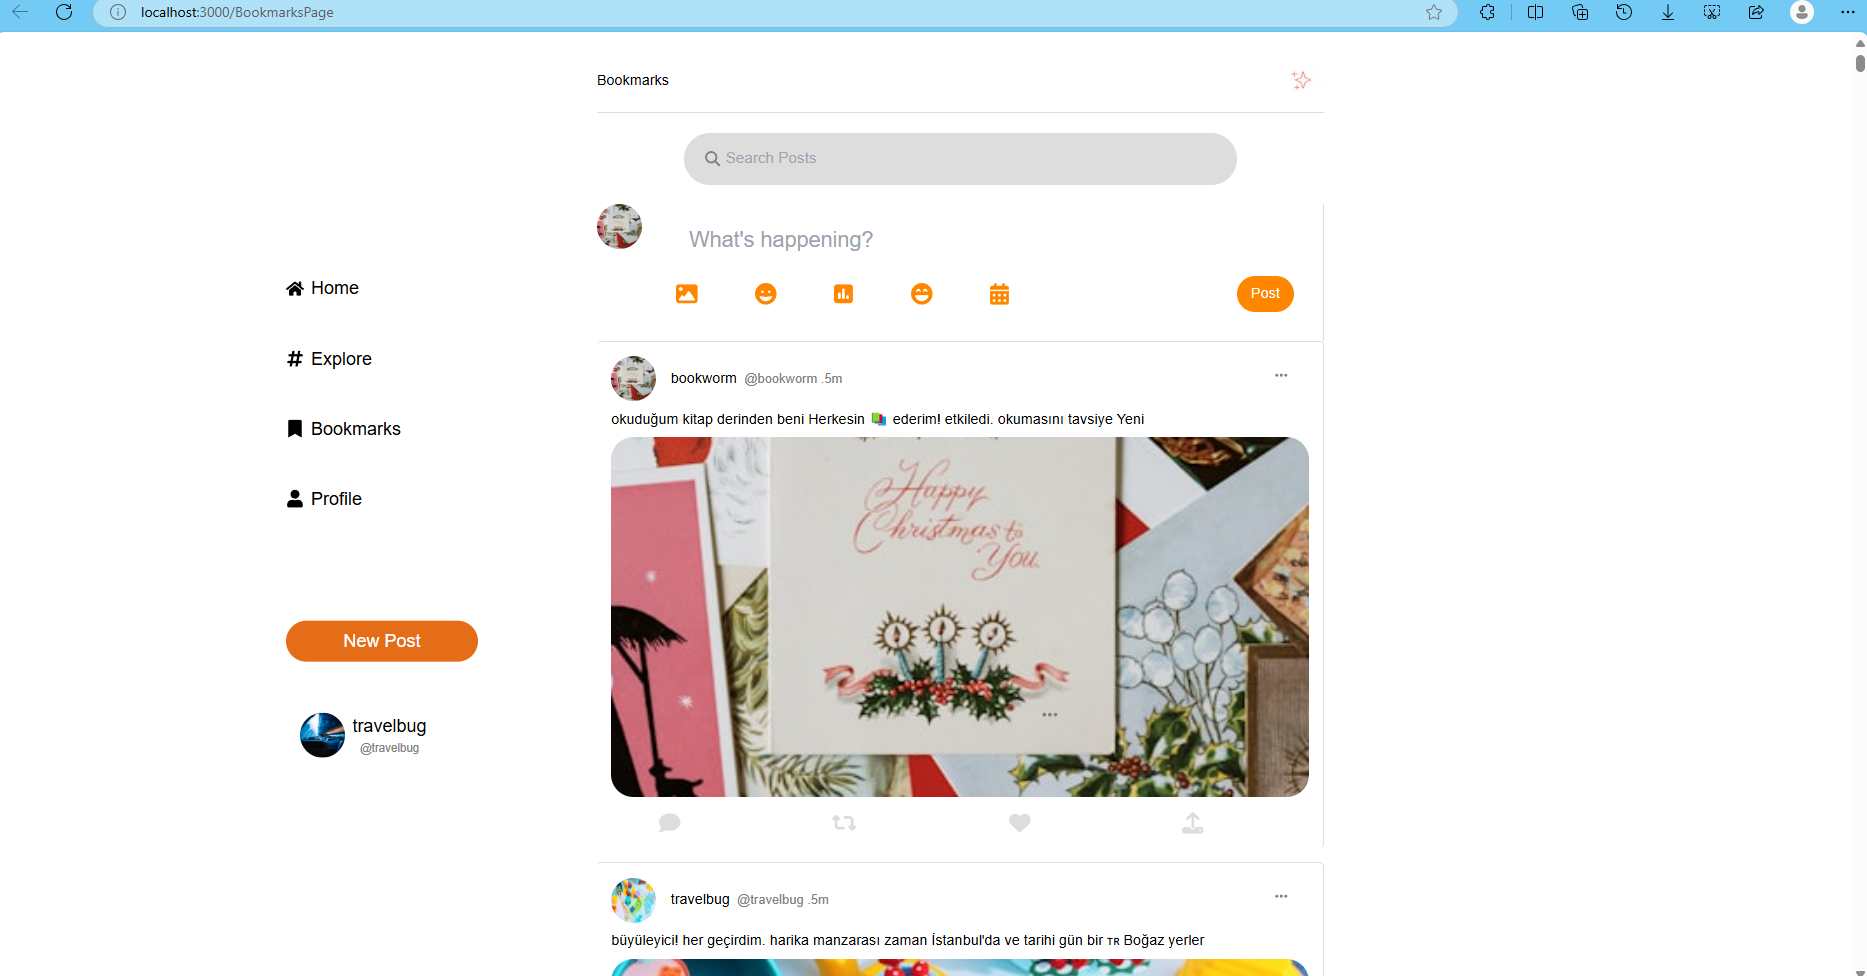 localhost:3000/BookmarksPage
Bookmarks
Search Posts
What's happening?
Post
Home
Explore
Bookmarks
Profile
New Post
travelbug
@travelbug
bookworm @bookworm .5m
okuduğum kitap derinden beni Herkesin ederim! etkiledi. okumasını tavsiye Yeni
Happy
Christmas to
You.
travelbug @travelbug .5m
büyüleyici! her geçirdim. harika manzarası zaman İstanbul'da ve tarihi gün bir TR Boğaz yerler